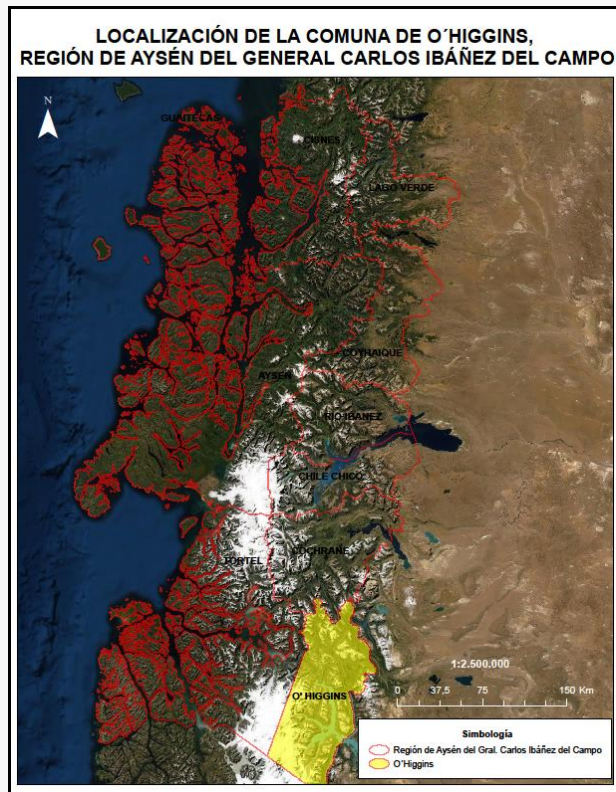 LOCALIZACIÓN DE LA COMUNA DE O´HIGGINS,
REGIÓN DE AYSÉN DEL GENERAL CARLOS IBÁÑEZ DEL CAMPO
N
GUAITECAS
CISNES
LAGO VERDE
COYHAIQUE
AYSÉN
RÍO IBÁÑEZ
CHILE CHICO
COCHRANE
TORTEL
O´HIGGINS
1:2.500.000
0 37,5 75 150 Km
Simbología
Región de Aysén del Gral. Carlos Ibáñez del Campo
O´Higgins